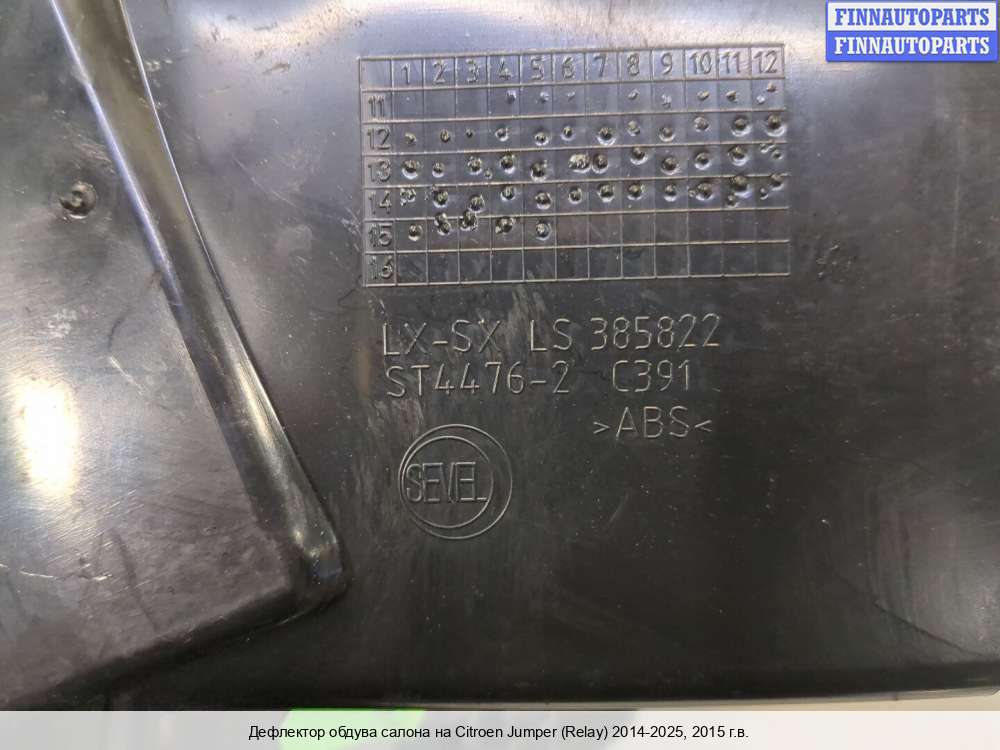 FINNAUTOPARTS
FINNAUTOPARTS
1 2 3 4 5 6 7 8 9 10 11 12
11
12
13
14
15
16
LX-SX LS 385822
ST4476-2 C391
>ABS<
SEVEL
Дефлектор обдува салона на Citroen Jumper (Relay) 2014-2025, 2015 г.в.